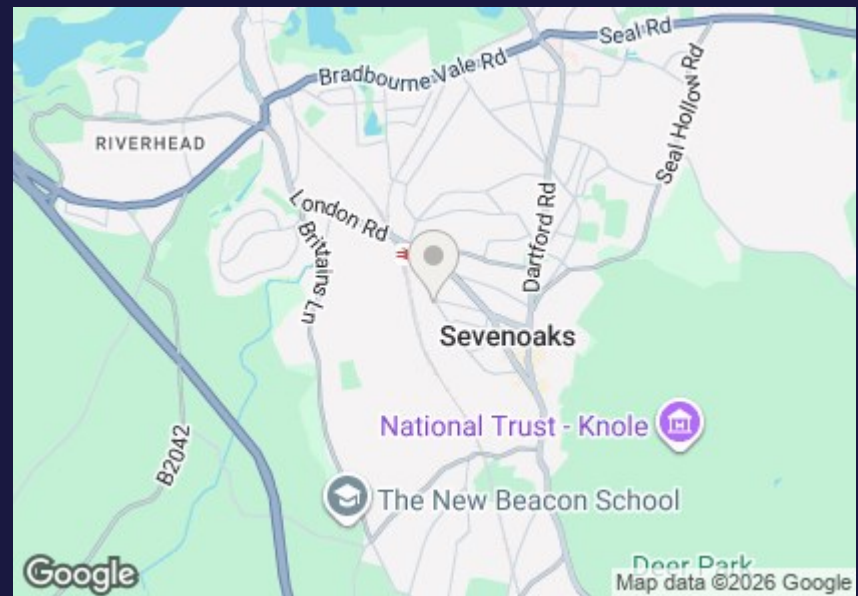 Seal Rd
Bradbourne Vale Rd
RIVERHEAD
Seal Hollow Rd
London Rd
Dartford Rd
Brittains Ln
Sevenoaks
National Trust - Knole
B2042
The New Beacon School
Deer Park
Google
Map data ©2026 Google